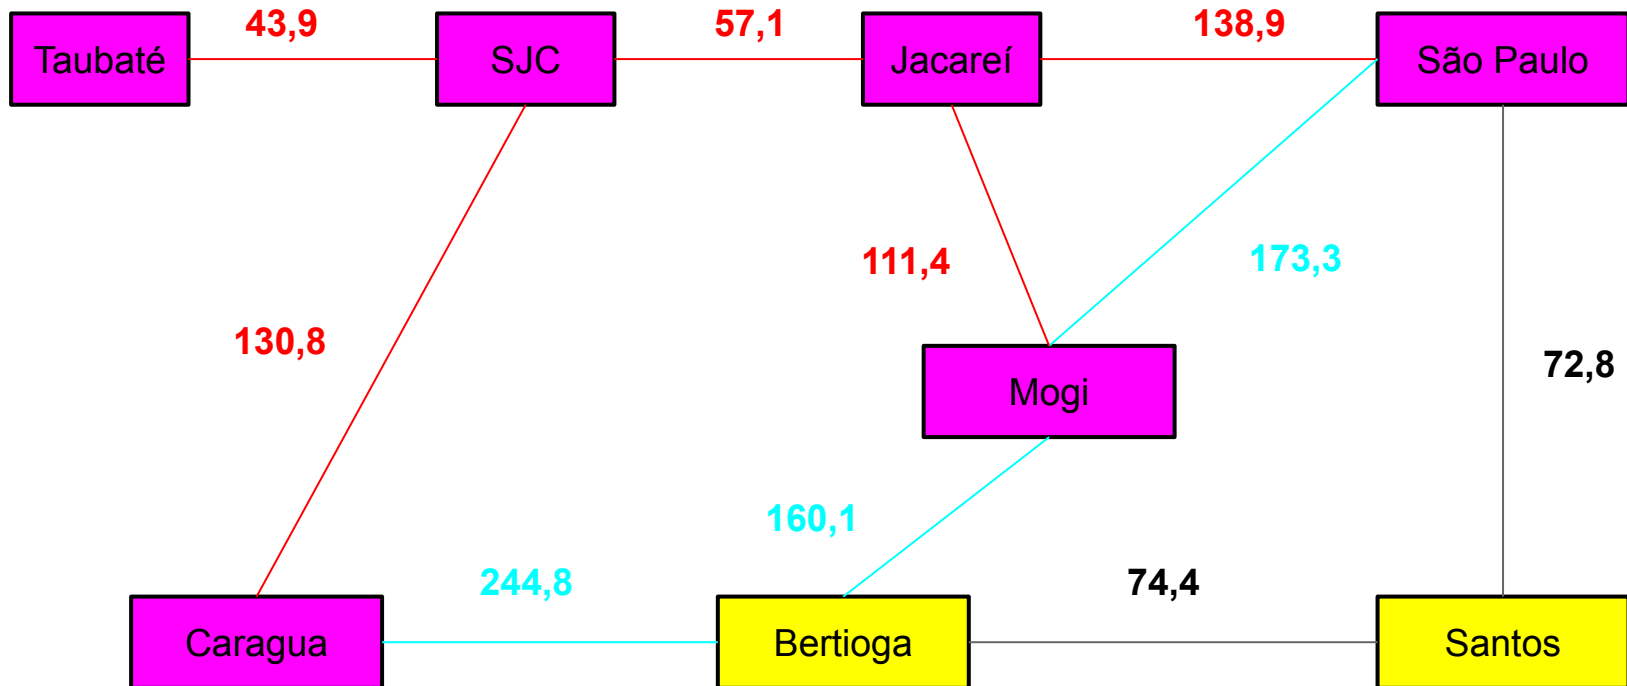 43,9
57,1
138,9
Taubaté
SJC
Jacareí
São Paulo
111,4
173,3
130,8
72,8
Mogi
160,1
244,8
74,4
Caragua
Bertioga
Santos